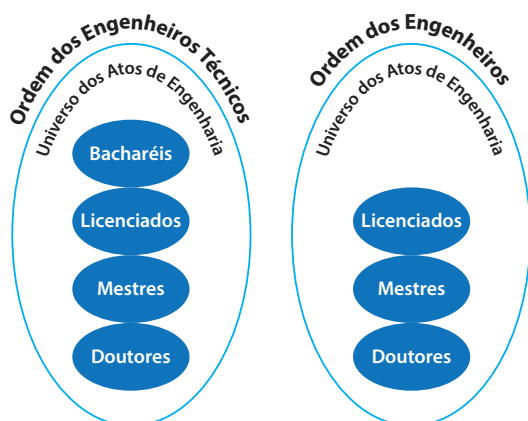 Ordem dos Engenheiros Técnicos
Universo dos Atos de Engenharia
Bacharéis
Licenciados
Mestres
Doutores
Ordem dos Engenheiros
Universo dos Atos de Engenharia
Licenciados
Mestres
Doutores